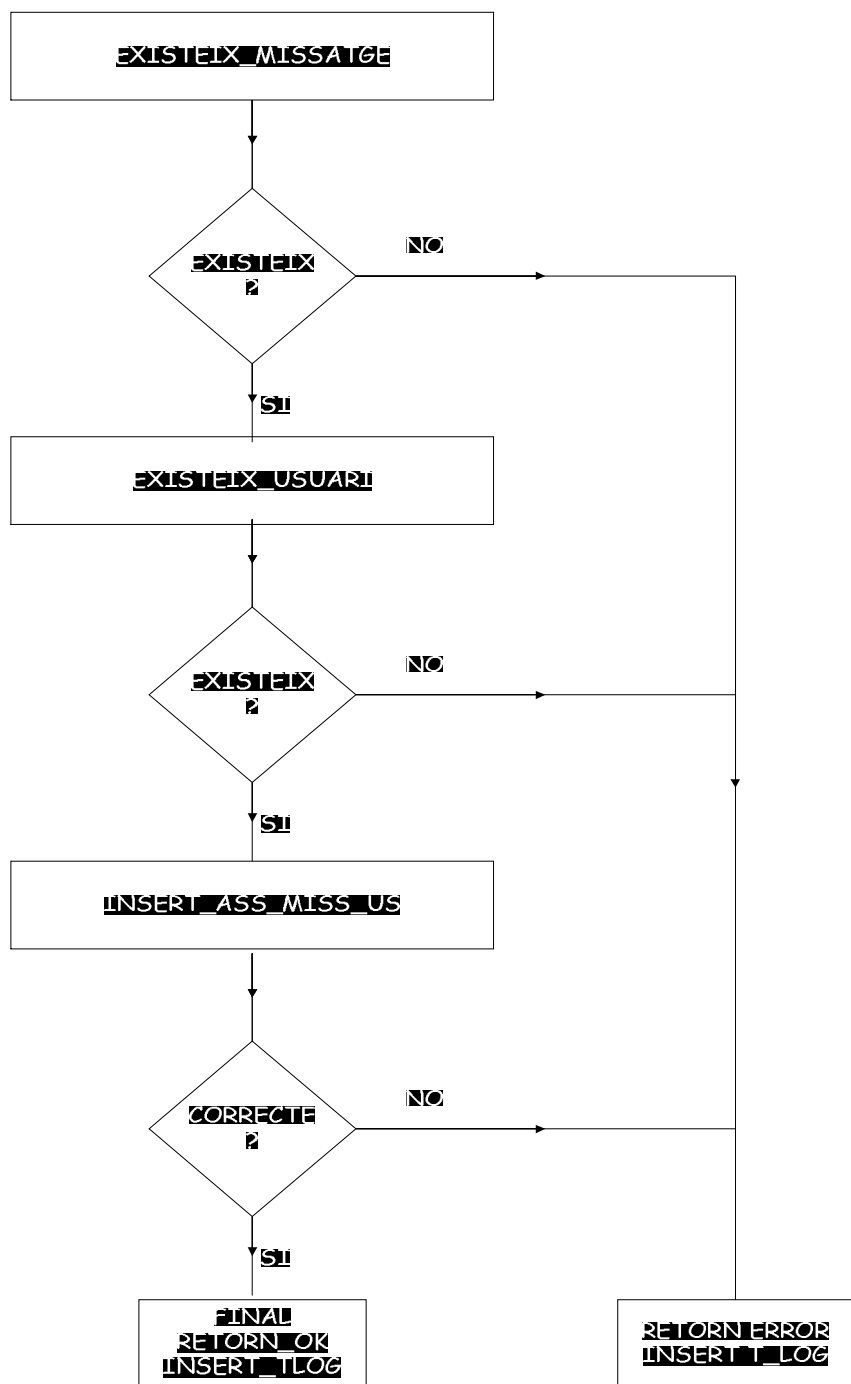 EXISTEIX_MISSATGE
EXISTEIX
?
NO
SI
EXISTEIX_USUARI
EXISTEIX
?
NO
SI
INSERT_ASS_MISS_US
CORRECTE
?
NO
SI
FINAL
RETORN_OK
INSERT_TLOG
RETORN ERROR
INSERT T_LOG